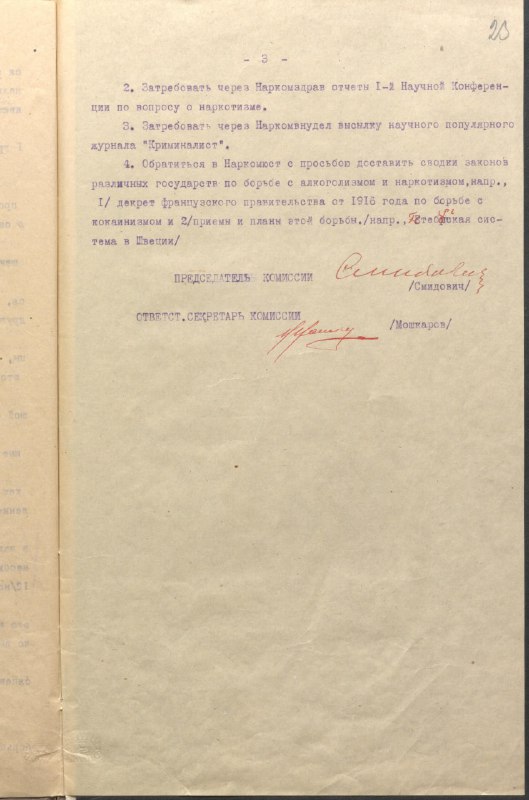 20
- 3 -
2. Затребовать через Наркомздрав отчеты I-й Научной Конферен-
ции по вопросу о наркотизме.
3. Затребовать через Наркомвнудел высылку научного популярного
журнала "Криминалист".
4. Обратиться в Наркомюст с просьбою доставить сводки законов
различных государств по борьбе с алкоголизмом и наркотизмом,напр.,
I/ декрет французского правительства от 1916 года по борьбе с
кокаинизмом и 2/приемы и планы этой борьбы./напр., сис-
тема в Швеции/
ПРЕДСЕДАТЕЛЬ КОМИССИИ Смидович
/Смидович/
ОТВЕТСТ.СЕКРЕТАРЬ КОМИССИИ
/Мошкаров/